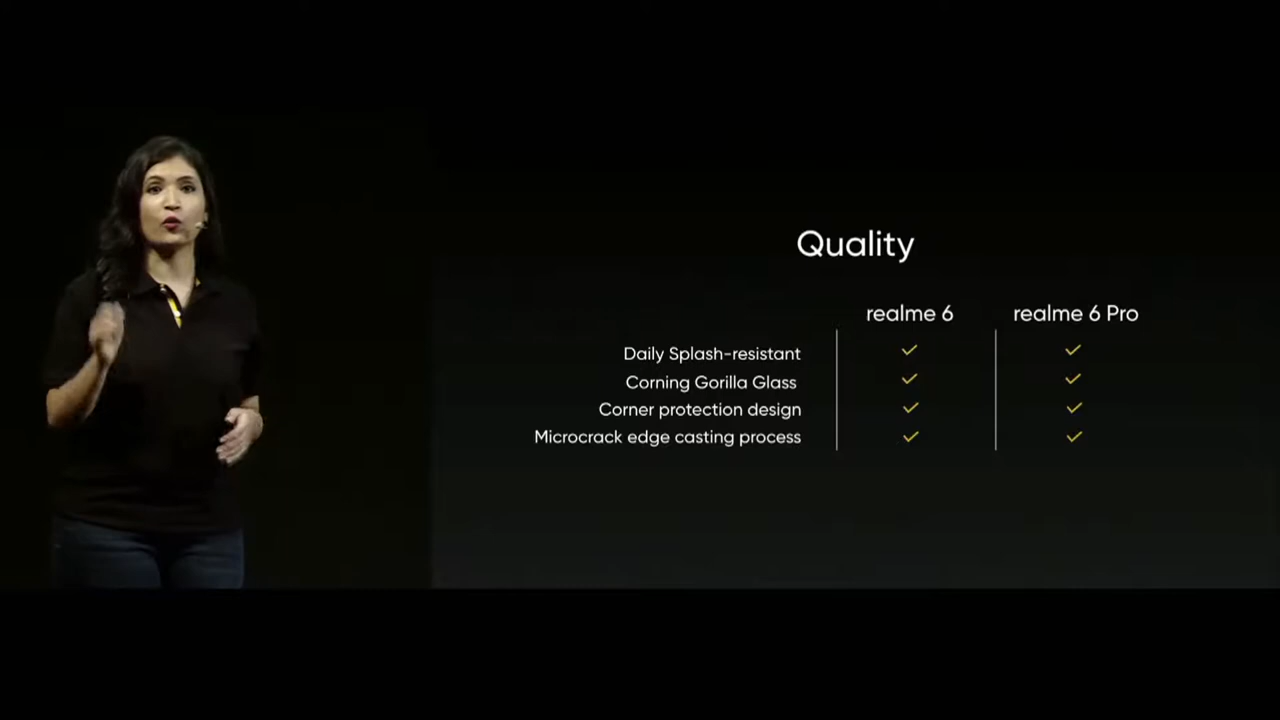 Quality
realme 6 realme 6 Pro
Daily Splash-resistant
Corning Gorilla Glass
Corner protection design
Microcrack edge casting process